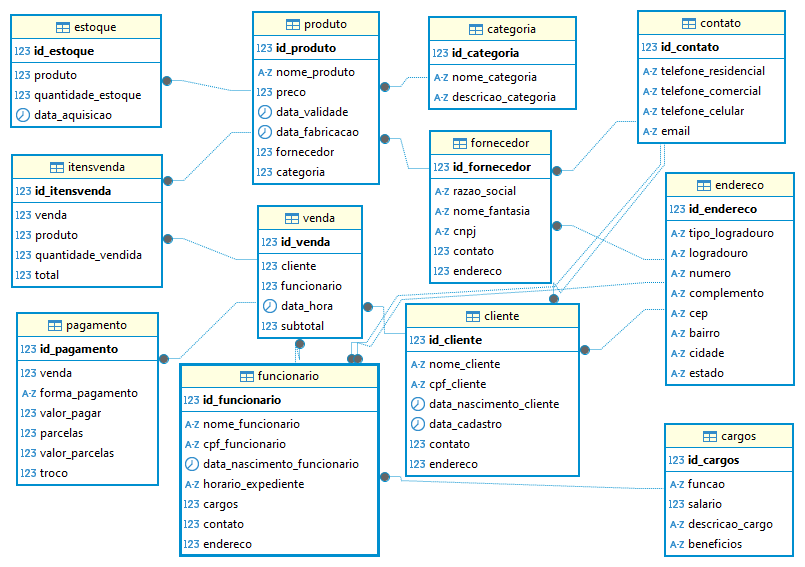 estoque
123 id_estoque
123 produto
123 quantidade_estoque
data_aquisicao
produto
123 id_produto
A-Z nome_produto
123 preco
data_validade
data_fabricacao
123 fornecedor
123 categoria
categoria
123 id_categoria
A-Z nome_categoria
A-Z descricao_categoria
contato
123 id_contato
A-Z telefone_residencial
A-Z telefone_comercial
A-Z telefone_celular
A-Z email
itensvenda
123 id_itensvenda
123 venda
123 produto
123 quantidade_vendida
123 total
venda
123 id_venda
123 cliente
123 funcionario
data_hora
123 subtotal
fornecedor
123 id_fornecedor
A-Z razao_social
A-Z nome_fantasia
A-Z cnpj
123 contato
123 endereco
endereco
123 id_endereco
A-Z tipo_logradouro
A-Z logradouro
A-Z numero
A-Z complemento
A-Z cep
A-Z bairro
A-Z cidade
A-Z estado
pagamento
123 id_pagamento
123 venda
A-Z forma_pagamento
123 valor_pagar
123 parcelas
123 valor_parcelas
123 troco
funcionario
123 id_funcionario
A-Z nome_funcionario
A-Z cpf_funcionario
data_nascimento_funcionario
A-Z horario_expediente
123 cargos
123 contato
123 endereco
cliente
123 id_cliente
A-Z nome_cliente
A-Z cpf_cliente
data_nascimento_cliente
data_cadastro
123 contato
123 endereco
cargos
123 id_cargos
A-Z funcao
123 salario
A-Z descricao_cargo
A-Z beneficios